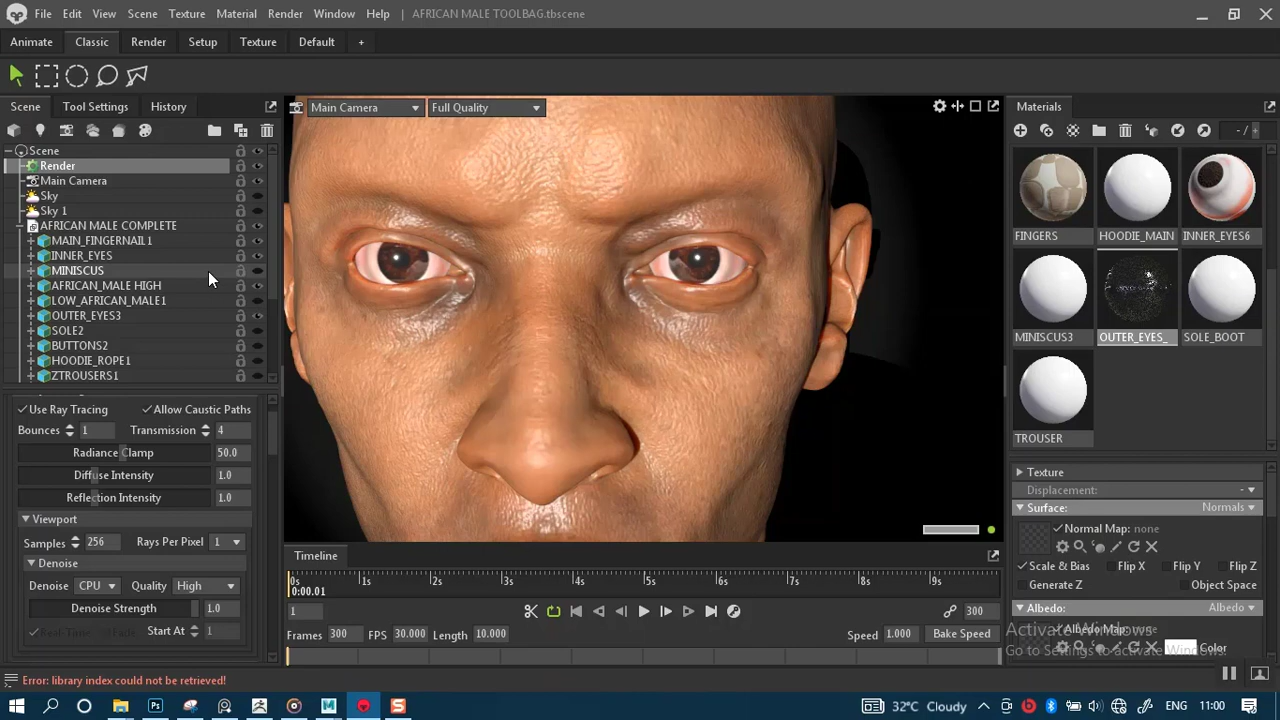 File Edit View Scene Texture Material Render Window Help AFRICAN MALE TOOLBAG.tbscene
Animate Classic Render Setup Texture Default +
Scene Tool Settings History
Main Camera Full Quality
Materials
- / +
Scene
Render
Main Camera
Sky
Sky 1
AFRICAN MALE COMPLETE
MAIN_FINGERNAIL1
INNER_EYES
MINISCUS
AFRICAN_MALE HIGH
LOW_AFRICAN_MALE1
OUTER_EYES3
SOLE2
BUTTONS2
HOODIE_ROPE1
ZTROUSERS1
FINGERS HOODIE_MAIN INNER_EYES6
MINISCUS3 OUTER_EYES_ SOLE_BOOT
TROUSER
Use Ray Tracing Allow Caustic Paths
Bounces 1 Transmission 4
Radiance Clamp 50.0
Diffuse Intensity 1.0
Reflection Intensity 1.0
Viewport
Samples 256 Rays Per Pixel 1
Denoise
Denoise CPU Quality High
Denoise Strength 1.0
Real-Time Fade Start At 1
Texture
Displacement: -
Surface: Normals
Normal Map: none
Scale & Bias Flip X Flip Y Flip Z
Generate Z Object Space
Albedo: Albedo
Albedo Map: none
Color
Activate Windows
Go to Settings to activate Windows.
Timeline
0s 1s 2s 3s 4s 5s 6s 7s 8s 9s
0:00.01
1 300
Frames 300 FPS 30.000 Length 10.000 Speed 1.000 Bake Speed
Error: library index could not be retrieved!
32°C Cloudy ENG 11:00